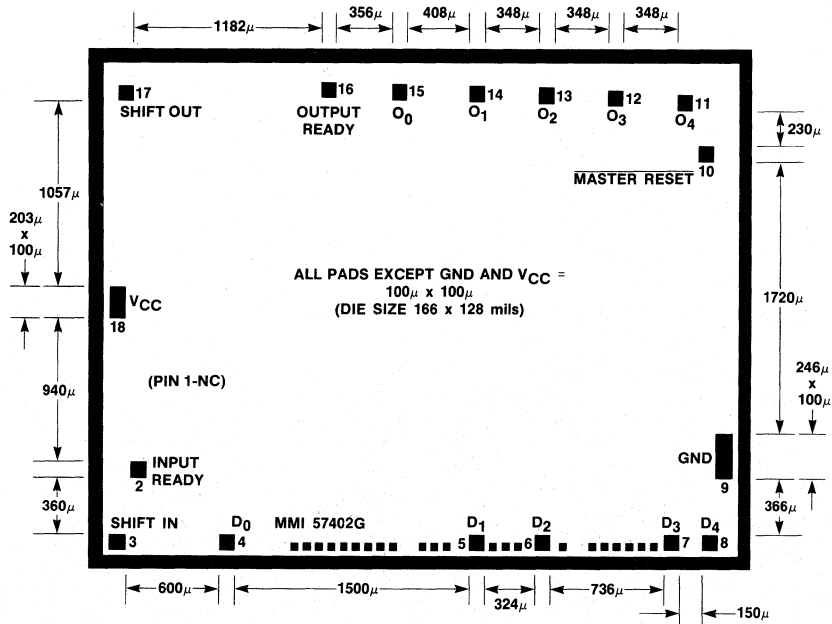 1182μ
356μ
408μ
348μ
348μ
348μ
17
SHIFT OUT
16
OUTPUT
READY
15
O0
14
O1
13
O2
12
O3
11
O4
230μ
MASTER RESET
10
1057μ
203μ
x
100μ
ALL PADS EXCEPT GND AND VCC =
100μ x 100μ
(DIE SIZE 166 x 128 mils)
VCC
18
1720μ
940μ
(PIN 1-NC)
246μ
x
100μ
INPUT
READY
2
GND
9
360μ
366μ
SHIFT IN
3
D0
4
MMI 57402G
D1
5
D2
6
D3
7
D4
8
600μ
1500μ
324μ
736μ
150μ